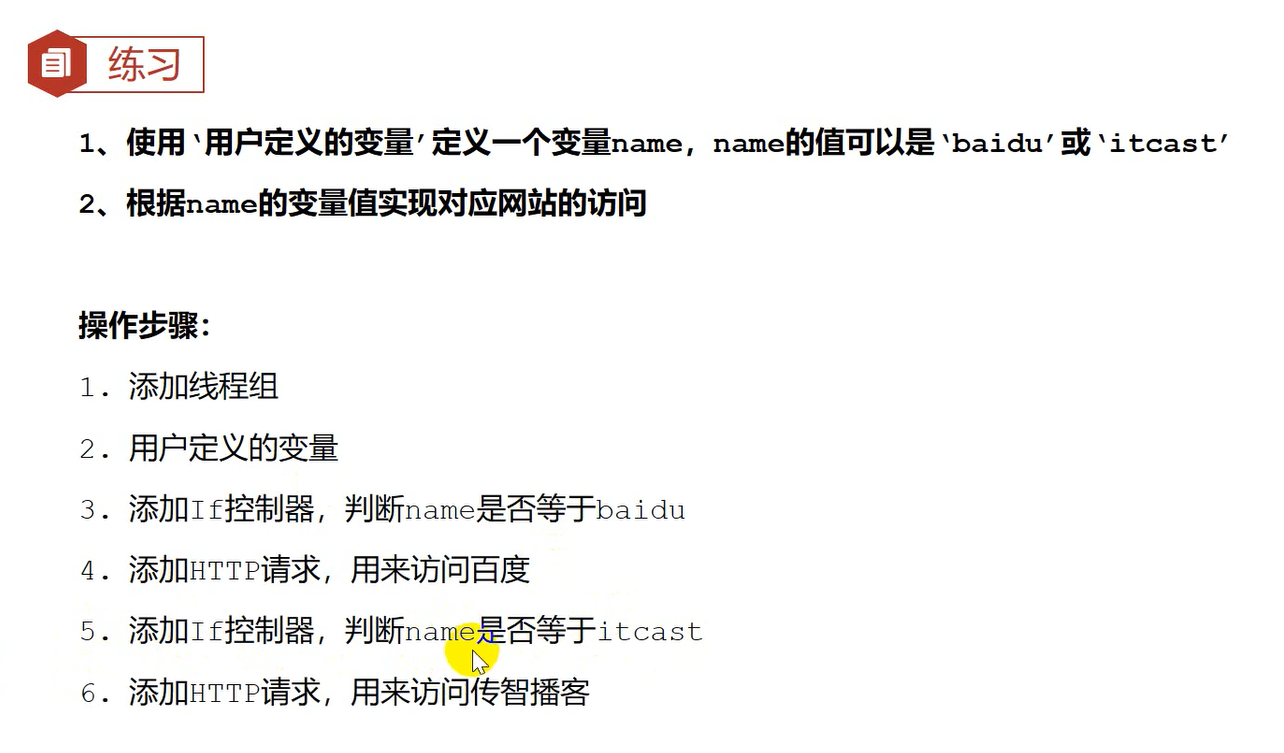 练习
1、使用‘用户定义的变量’定义一个变量name，name的值可以是‘baidu’或‘itcast’
2、根据name的变量值实现对应网站的访问
操作步骤：
1. 添加线程组
2. 用户定义的变量
3. 添加If控制器，判断name是否等于baidu
4. 添加HTTP请求，用来访问百度
5. 添加If控制器，判断name是否等于itcast
6. 添加HTTP请求，用来访问传智播客